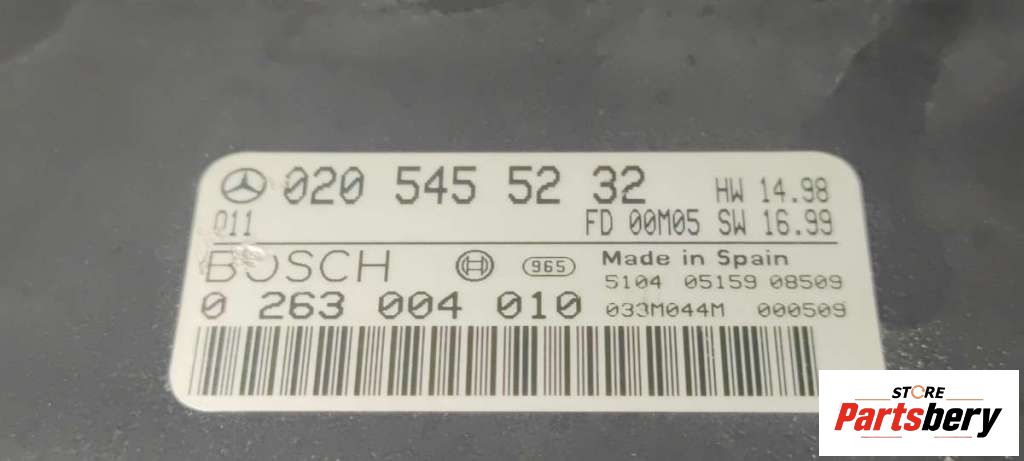 020 545 52 32 HW 14.98
Q11 FD 00M05 SW 16.99
BOSCH 965 Made in Spain
5104 05159 08509
0 263 004 010 033M044M 000509
STORE
Partsbery